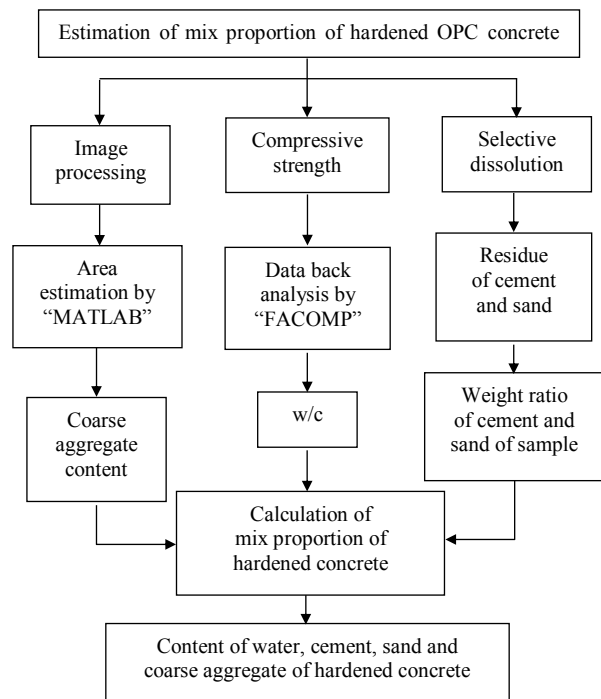 Estimation of mix proportion of hardened OPC concrete
Image
processing
Compressive
strength
Selective
dissolution
Area
estimation by
“MATLAB”
Data back
analysis by
“FACOMP”
Residue
of cement
and sand
Coarse
aggregate
content
w/c
Weight ratio
of cement and
sand of sample
Calculation of
mix proportion of
hardened concrete
Content of water, cement, sand and
coarse aggregate of hardened concrete